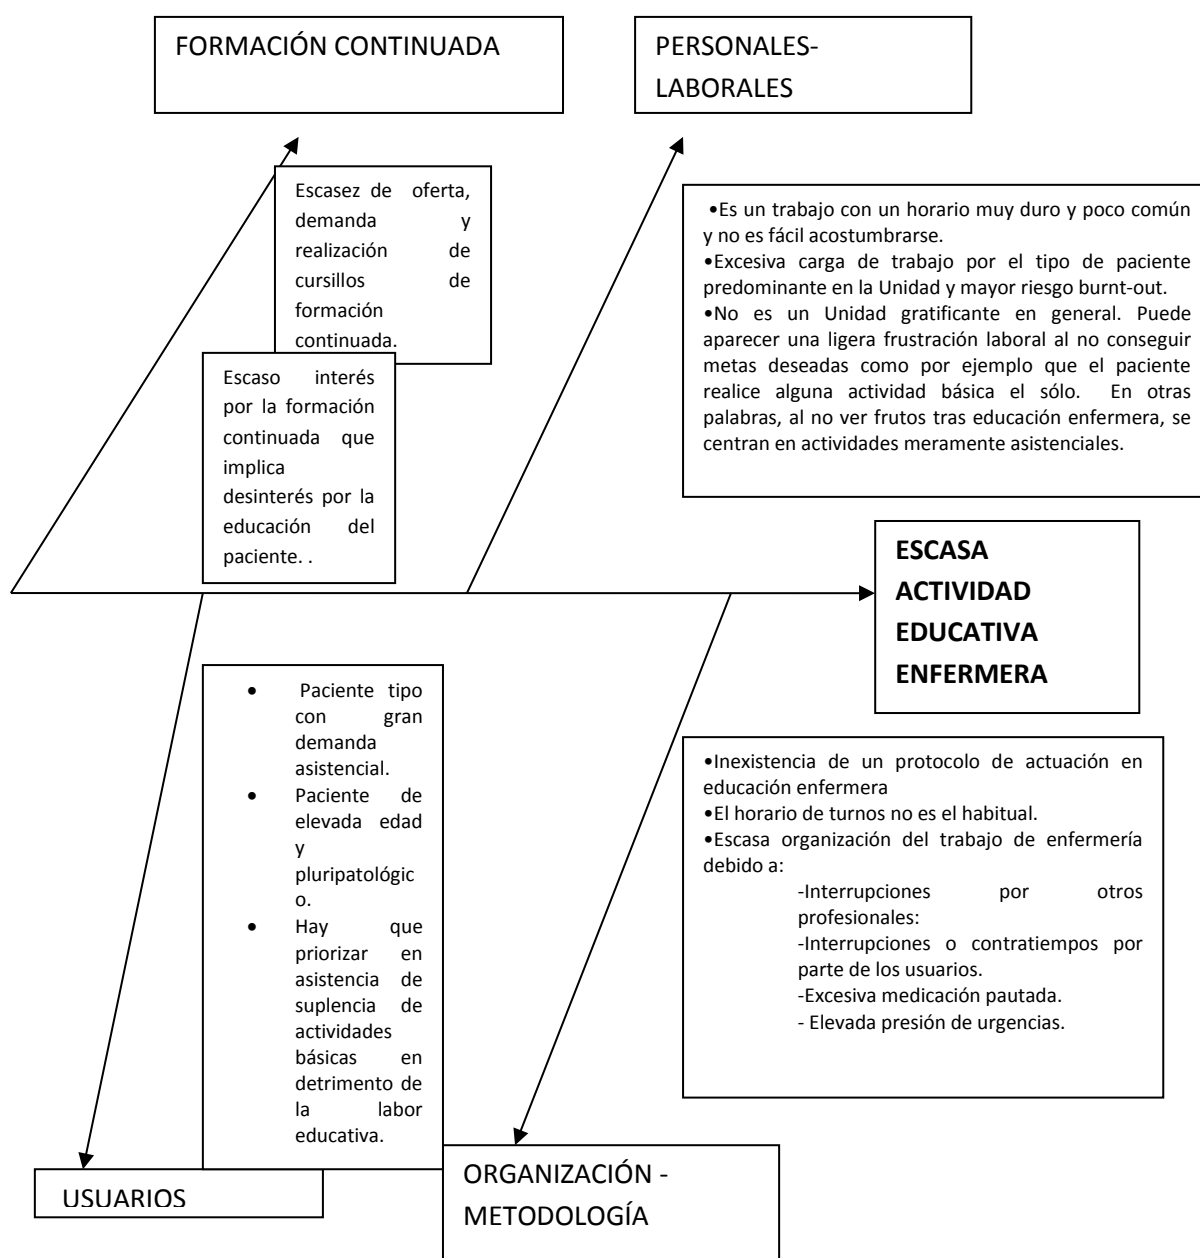 FORMACIÓN CONTINUADA
PERSONALES-
LABORALES
Escasez de oferta,
demanda y
realización de
cursillos de
formación
continuada.
Escaso interés
por la formación
continuada que
implica
desinterés por la
educación del
paciente. .
•Es un trabajo con un horario muy duro y poco común
y no es fácil acostumbrarse.
•Excesiva carga de trabajo por el tipo de paciente
predominante en la Unidad y mayor riesgo burnt-out.
•No es un Unidad gratificante en general. Puede
aparecer una ligera frustración laboral al no conseguir
metas deseadas como por ejemplo que el paciente
realice alguna actividad básica el sólo. En otras
palabras, al no ver frutos tras educación enfermera, se
centran en actividades meramente asistenciales.
ESCASA
ACTIVIDAD
EDUCATIVA
ENFERMERA
• Paciente tipo
con gran
demanda
asistencial.
• Paciente de
elevada edad
y
pluripatológic
o.
• Hay que
priorizar en
asistencia de
suplencia de
actividades
básicas en
detrimento de
la labor
educativa.
•Inexistencia de un protocolo de actuación en
educación enfermera
•El horario de turnos no es el habitual.
•Escasa organización del trabajo de enfermería
debido a:
-Interrupciones por otros
profesionales:
-Interrupciones o contratiempos por
parte de los usuarios.
-Excesiva medicación pautada.
- Elevada presión de urgencias.
USUARIOS
ORGANIZACIÓN -
METODOLOGÍA